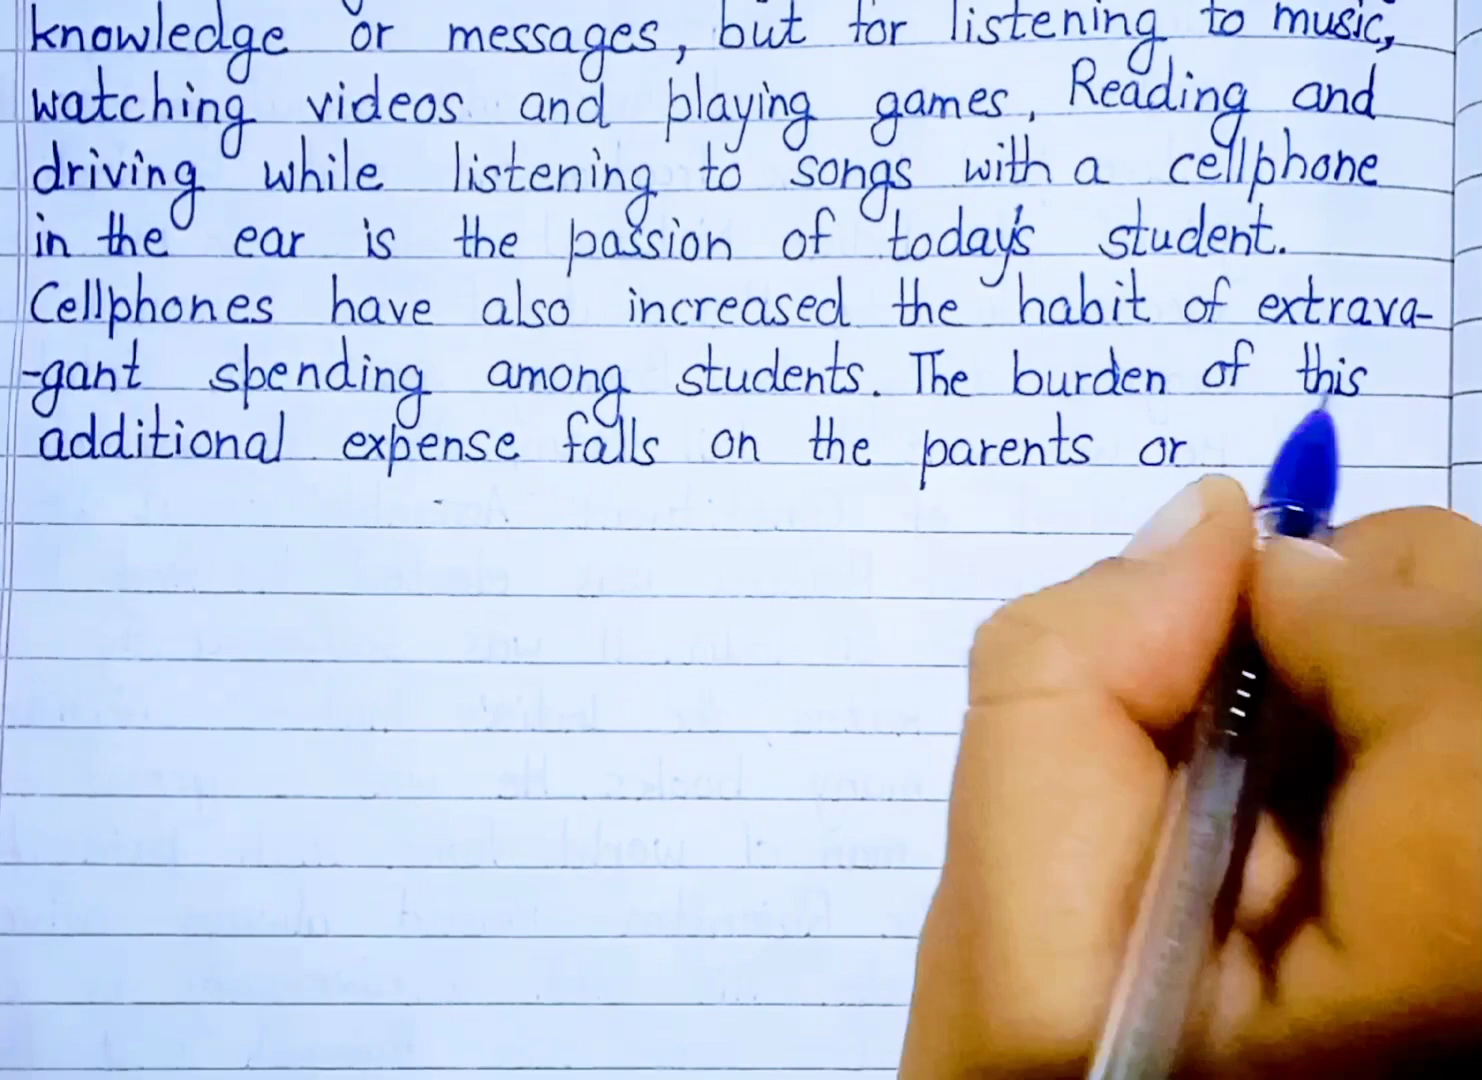 knowledge or messages, but for listening to music,
watching videos and playing games. Reading and
driving while listening to songs with a cellphone
in the ear is the passion of today's student.
Cellphones have also increased the habit of extrava-
-gant spending among students. The burden of this
additional expense falls on the parents or